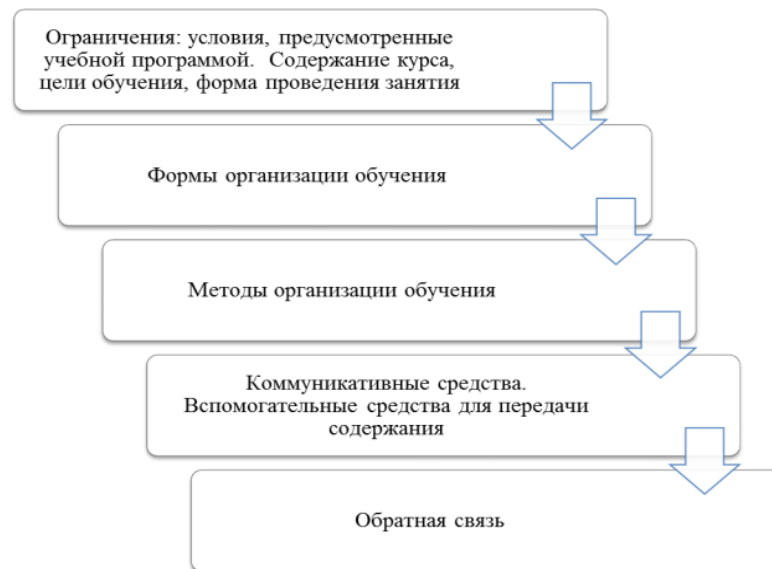 Ограничения: условия, предусмотренные
учебной программой. Содержание курса,
цели обучения, форма проведения занятия
Формы организации обучения
Методы организации обучения
Коммуникативные средства.
Вспомогательные средства для передачи
содержания
Обратная связь